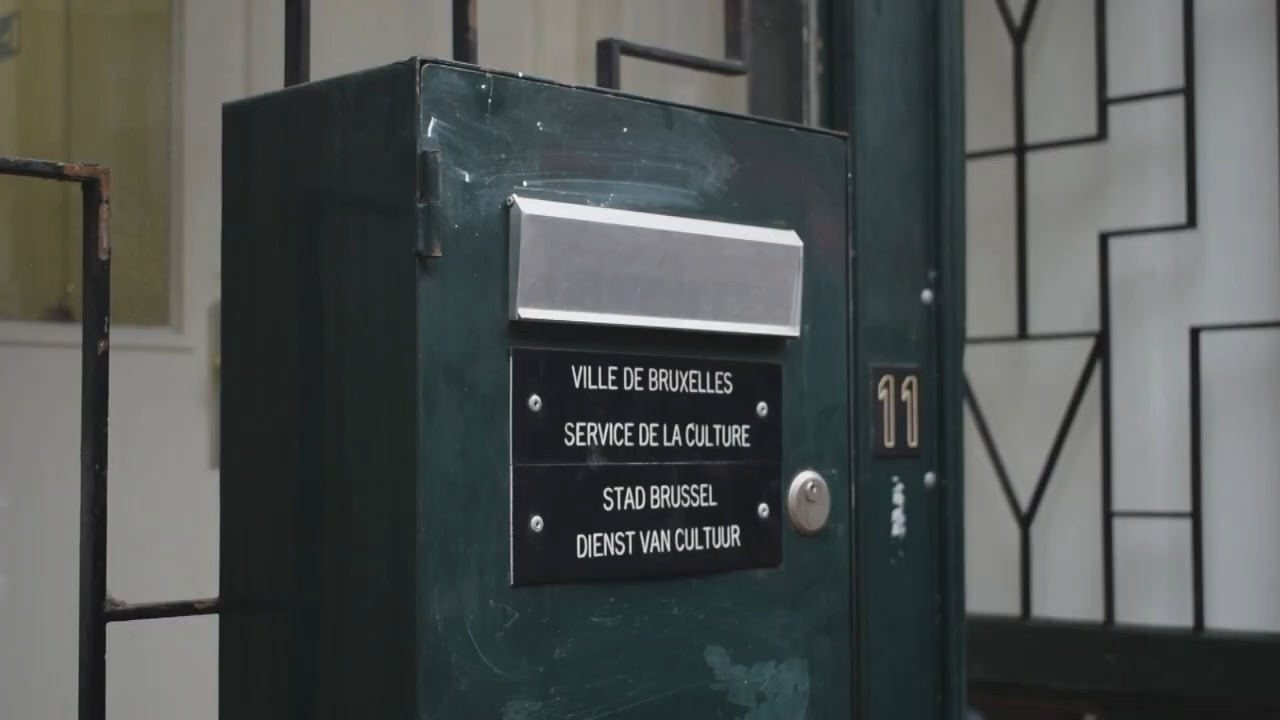 VILLE DE BRUXELLES
SERVICE DE LA CULTURE
STAD BRUSSEL
DIENST VAN CULTUUR
11